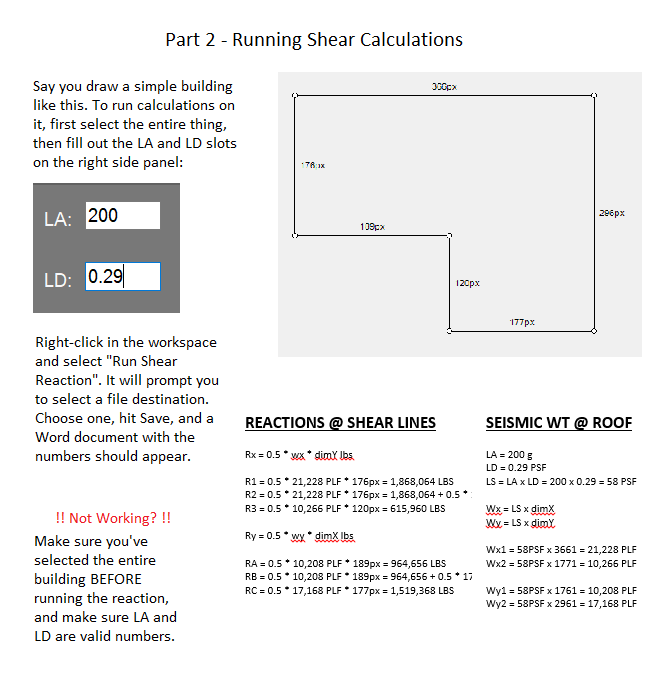 Part 2 - Running Shear Calculations
Say you draw a simple building
like this. To run calculations on
it, first select the entire thing,
then fill out the LA and LD slots
on the right side panel:
LA: 200
LD: 0.29
366px
176px
296px
189px
120px
177px
Right-click in the workspace
and select "Run Shear
Reaction". It will prompt you
to select a file destination.
Choose one, hit Save, and a
Word document with the
numbers should appear.
!! Not Working? !!
Make sure you've
selected the entire
building BEFORE
running the reaction,
and make sure LA and
LD are valid numbers.
REACTIONS @ SHEAR LINES
Rx = 0.5 * wx * dimY lbs
R1 = 0.5 * 21,228 PLF * 176px = 1,868,064 LBS
R2 = 0.5 * 21,228 PLF * 176px = 1,868,064 + 0.5 *
R3 = 0.5 * 10,266 PLF * 120px = 615,960 LBS
Ry = 0.5 * wy * dimX lbs
RA = 0.5 * 10,208 PLF * 189px = 964,656 LBS
RB = 0.5 * 10,208 PLF * 189px = 964,656 + 0.5 * 17
RC = 0.5 * 17,168 PLF * 177px = 1,519,368 LBS
SEISMIC WT @ ROOF
LA = 200 g
LD = 0.29 PSF
LS = LA x LD = 200 x 0.29 = 58 PSF
Wx = LS x dimX
Wy = LS x dimY
Wx1 = 58PSF x 3661 = 21,228 PLF
Wx2 = 58PSF x 1771 = 10,266 PLF
Wy1 = 58PSF x 1761 = 10,208 PLF
Wy2 = 58PSF x 2961 = 17,168 PLF